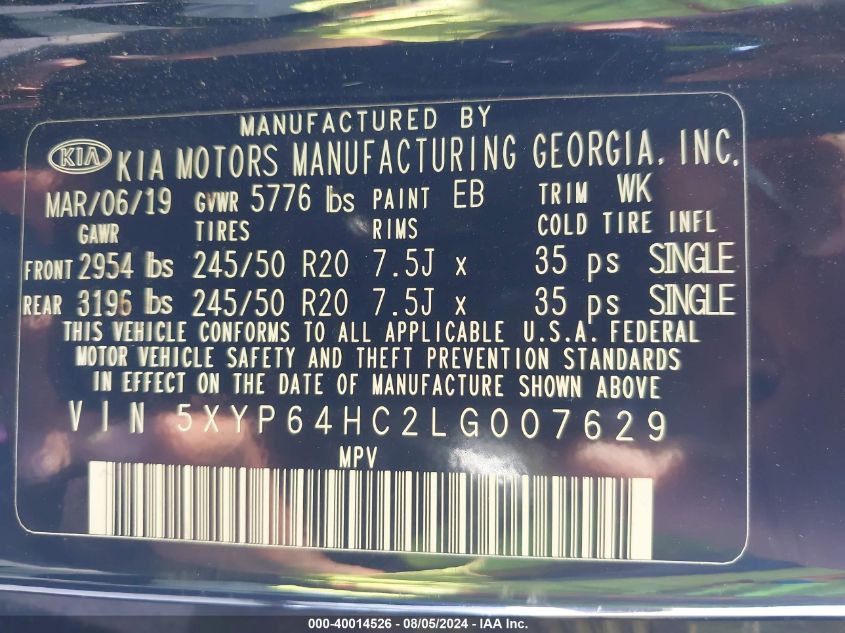 MANUFACTURED BY
KIA KIA MOTORS MANUFACTURING GEORGIA, INC.
MAR/06/19 GVWR 5776 lbs PAINT EB TRIM WK
GAWR TIRES RIMS COLD TIRE INFL
FRONT 2954 lbs 245/50 R20 7.5J x 35 ps SINGLE
REAR 3196 lbs 245/50 R20 7.5J x 35 ps SINGLE
THIS VEHICLE CONFORMS TO ALL APPLICABLE U.S.A. FEDERAL
MOTOR VEHICLE SAFETY AND THEFT PREVENTION STANDARDS
IN EFFECT ON THE DATE OF MANUFACTURE SHOWN ABOVE
VIN 5XYP64HC2LG007629
MPV
000-40014526 - 08/05/2024 - IAA Inc.